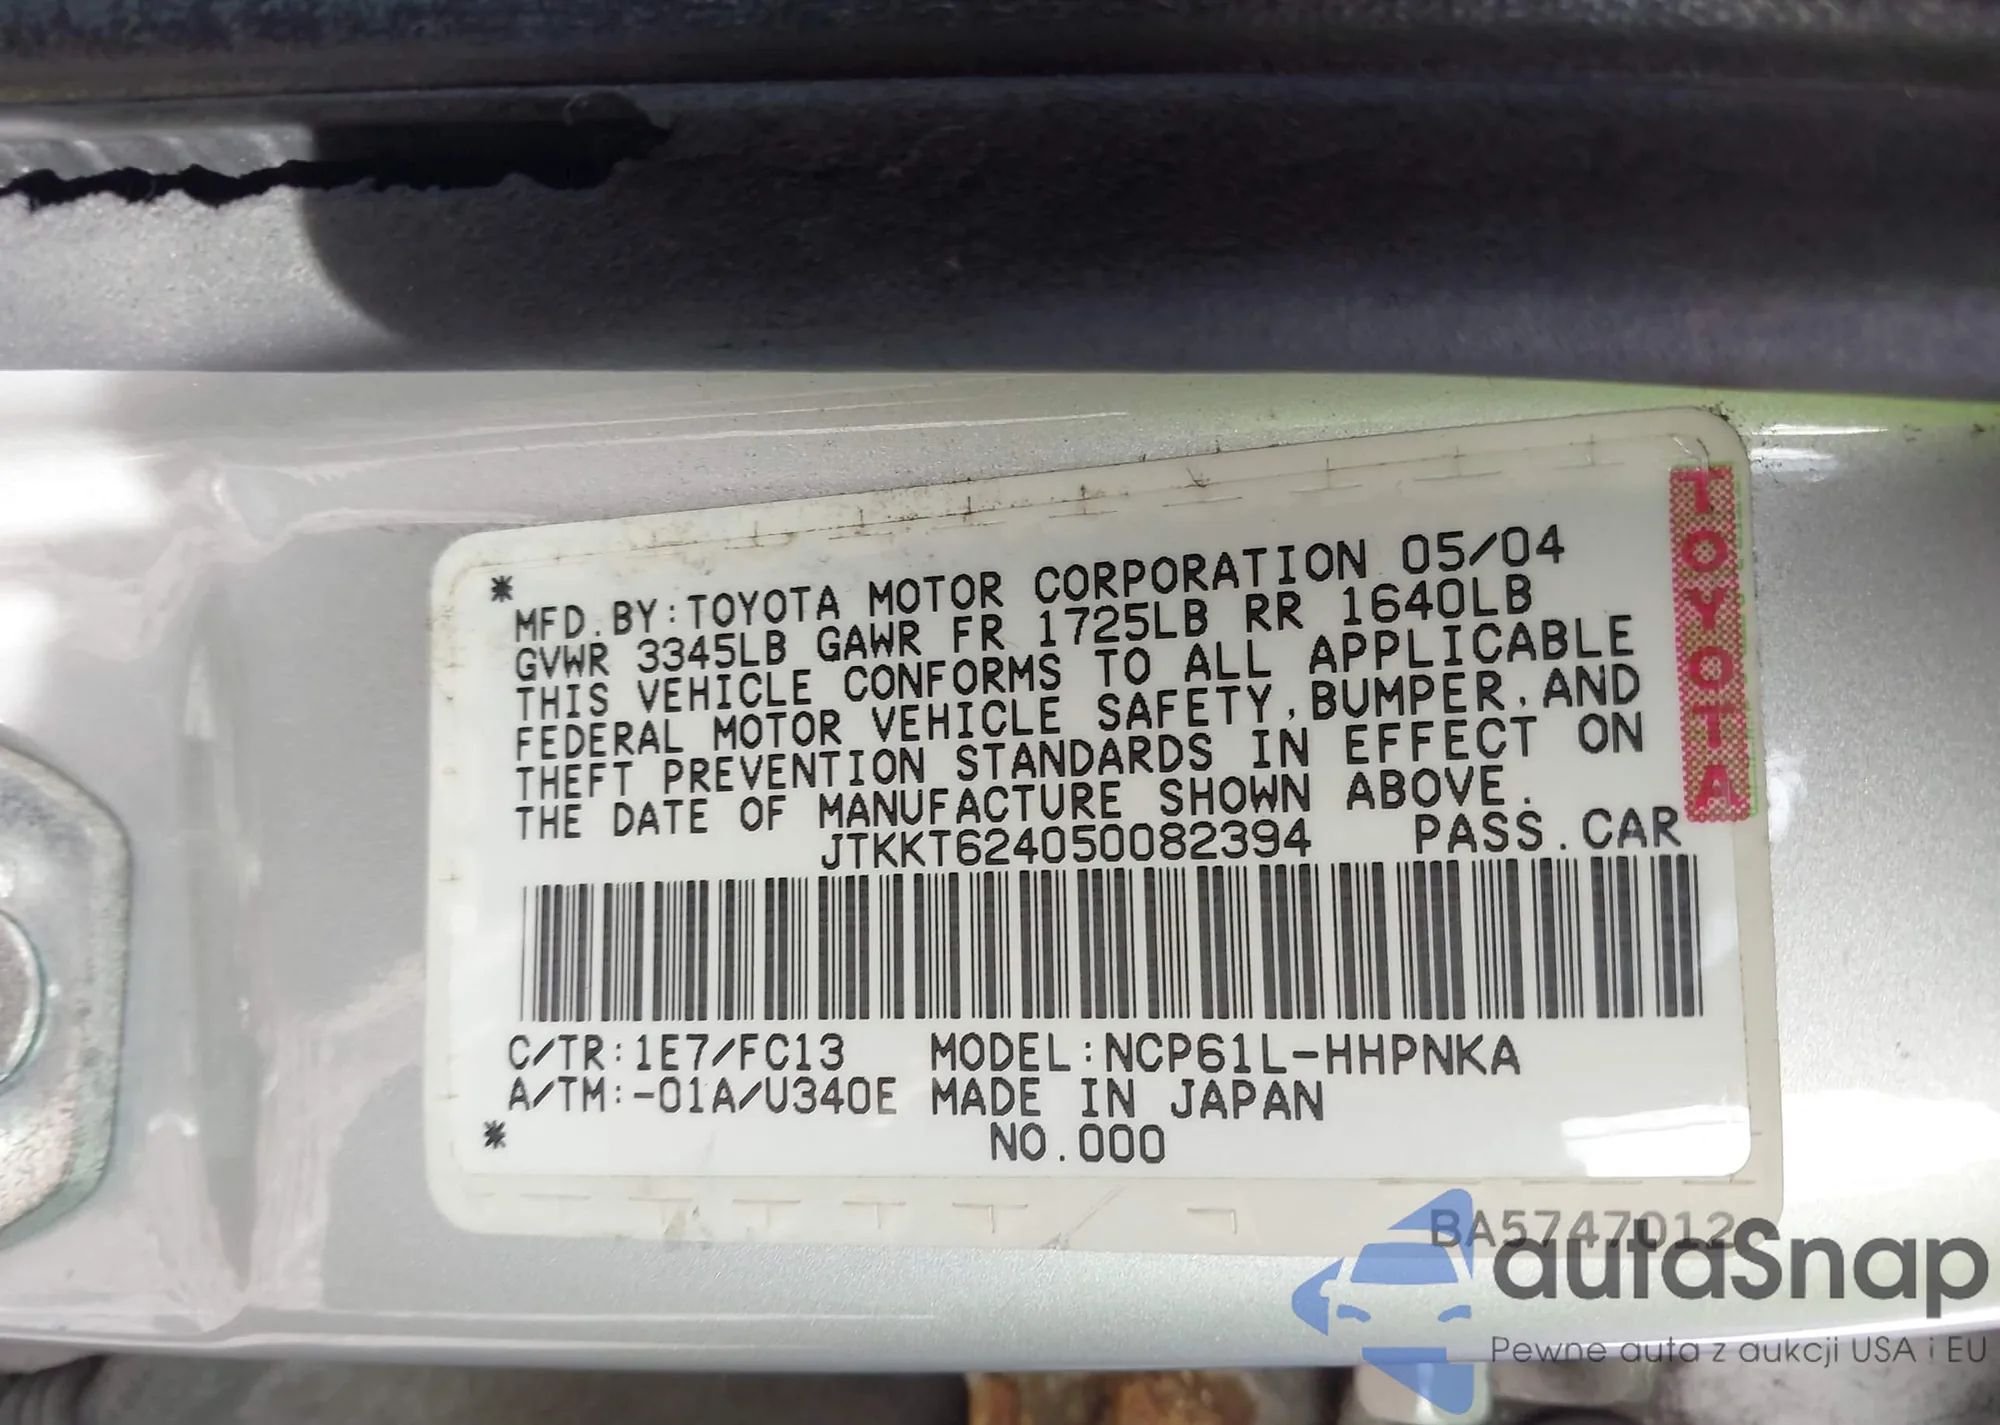 *
MFD.BY:TOYOTA MOTOR CORPORATION 05/04
GVWR 3345LB GAWR FR 1725LB RR 1640LB
THIS VEHICLE CONFORMS TO ALL APPLICABLE
FEDERAL MOTOR VEHICLE SAFETY,BUMPER,AND
THEFT PREVENTION STANDARDS IN EFFECT ON
THE DATE OF MANUFACTURE SHOWN ABOVE.
JTKKT624050082394 PASS.CAR
C/TR:1E7/FC13 MODEL:NCP61L-HHPNKA
A/TM:-01A/U340E MADE IN JAPAN
* NO.000
TOYOTA
BA5747012
autaSnap
Pewne auta z aukcji USA i EU